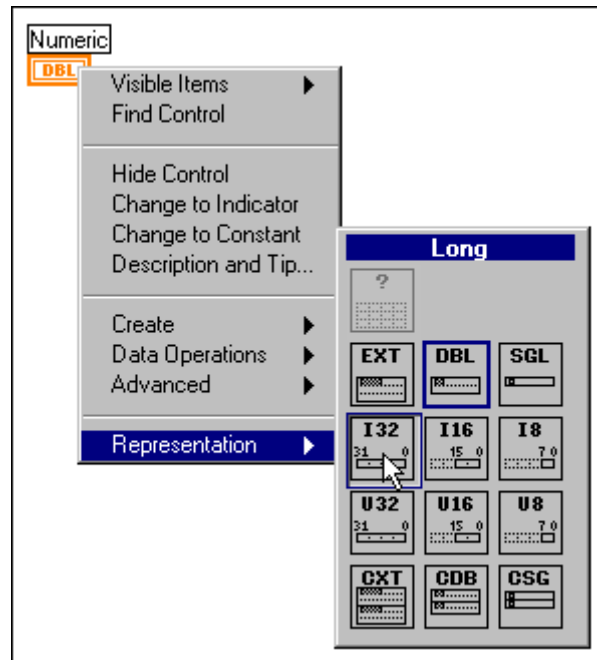 Numeric
DBL
Visible Items
Find Control
Hide Control
Change to Indicator
Change to Constant
Description and Tip...
Create
Data Operations
Advanced
Representation
Long
?
EXT DBL SGL
I32 I16 I8
31 0 15 0 7 0
U32 U16 U8
31 0 15 0 7 0
CXT CDB CSG